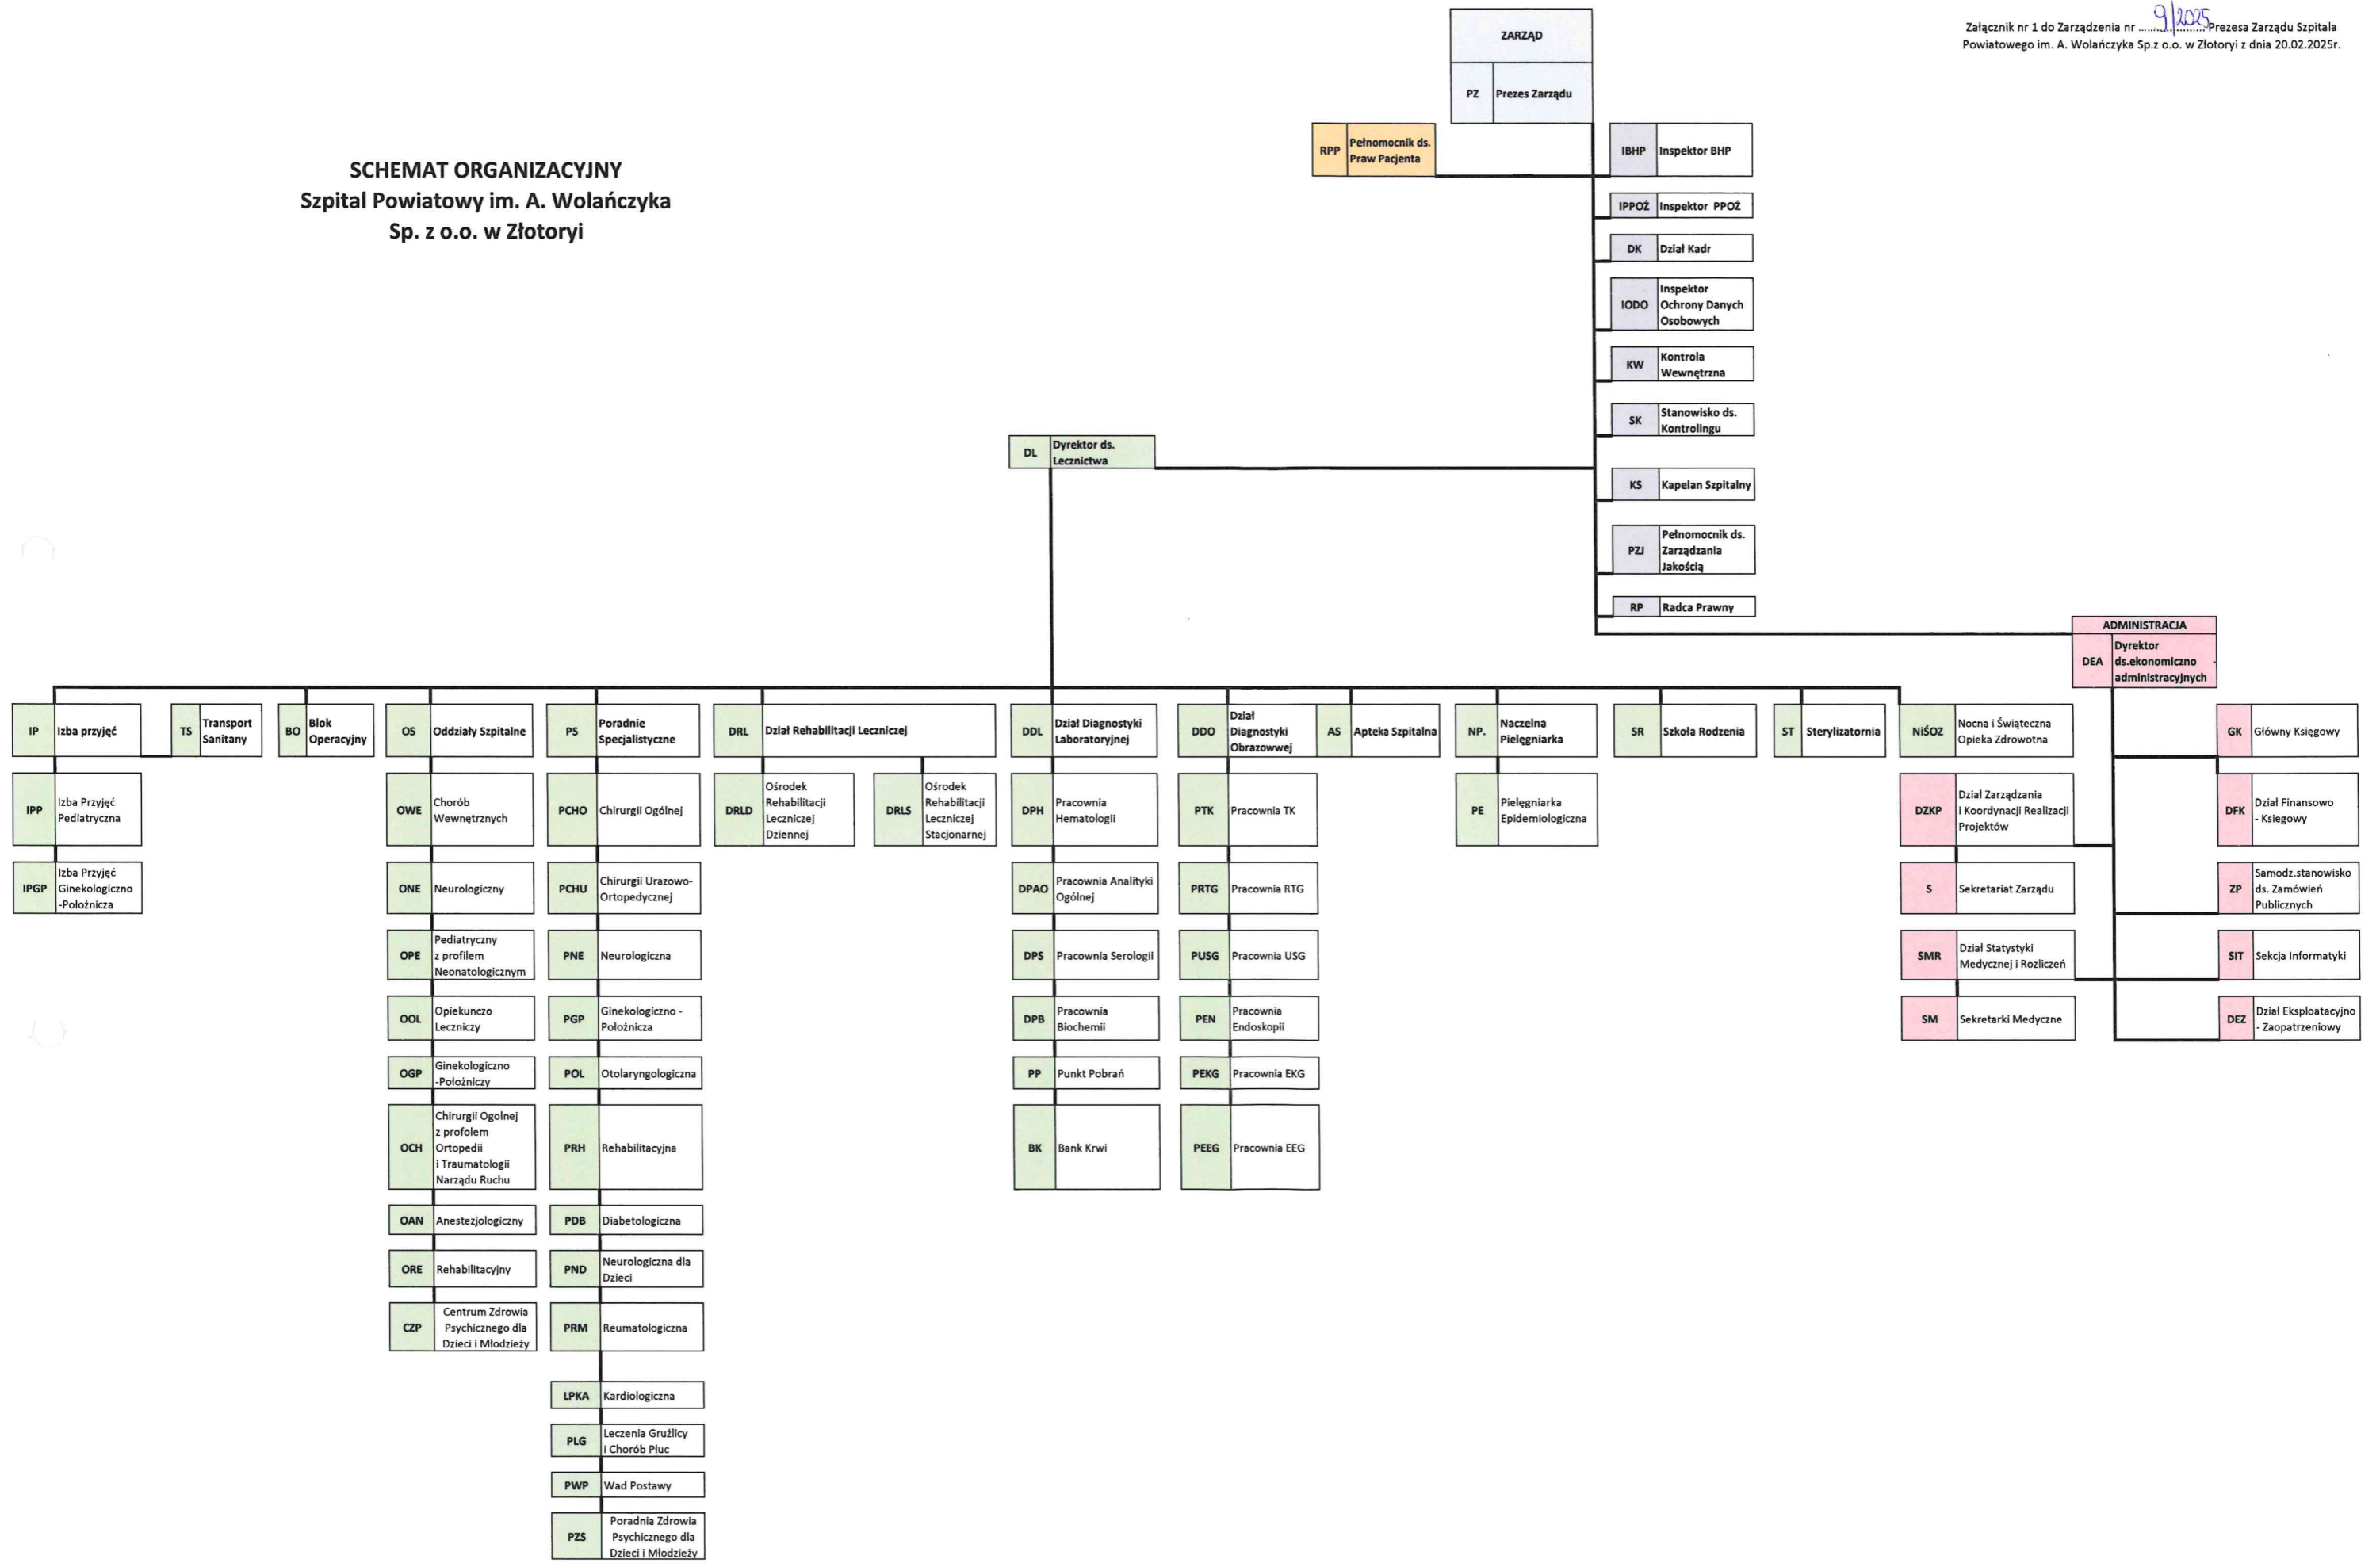 Załącznik nr 1 do Zarządzenia nr ......9/2025......Prezesa Zarządu Szpitala
Powiatowego im. A. Wolańczyka Sp.z o.o. w Złotoryi z dnia 20.02.2025r.
SCHEMAT ORGANIZACYJNY
Szpital Powiatowy im. A. Wolańczyka
Sp. z o.o. w Złotoryi
ZARZĄD
PZ Prezes Zarządu
RPP Pełnomocnik ds.
Praw Pacjenta
IBHP Inspektor BHP
IPPOŻ Inspektor PPOŻ
DK Dział Kadr
IODO Inspektor
Ochrony Danych
Osobowych
KW Kontrola
Wewnętrzna
SK Stanowisko ds.
Kontrolingu
DL Dyrektor ds.
Lecznictwa
KS Kapelan Szpitalny
PZJ Pełnomocnik ds.
Zarządzania
Jakością
RP Radca Prawny
ADMINISTRACJA
DEA Dyrektor
ds.ekonomiczno -
administracyjnych
IP Izba przyjęć
TS Transport
Sanitany
BO Blok
Operacyjny
OS Oddziały Szpitalne
PS Poradnie
Specjalistyczne
DRL Dział Rehabilitacji Leczniczej
DDL Dział Diagnostyki
Laboratoryjnej
DDO Dział
Diagnostyki
Obrazowwej
AS Apteka Szpitalna
NP. Naczelna
Pielęgniarka
SR Szkoła Rodzenia
ST Sterylizatornia
NiŚOZ Nocna i Świąteczna
Opieka Zdrowotna
GK Główny Księgowy
IPP Izba Przyjęć
Pediatryczna
IPGP Izba Przyjęć
Ginekologiczno
-Położnicza
OWE Chorób
Wewnętrznych
ONE Neurologiczny
OPE Pediatryczny
z profilem
Neonatologicznym
OOL Opiekunczo
Leczniczy
OGP Ginekologiczno
-Położniczy
OCH Chirurgii Ogolnej
z profolem
Ortopedii
i Traumatologii
Narządu Ruchu
OAN Anestezjologiczny
ORE Rehabilitacyjny
CZP Centrum Zdrowia
Psychicznego dla
Dzieci i Młodzieży
PCHO Chirurgii Ogólnej
PCHU Chirurgii Urazowo-
Ortopedycznej
PNE Neurologiczna
PGP Ginekologiczno -
Położnicza
POL Otolaryngologiczna
PRH Rehabilitacyjna
PDB Diabetologiczna
PND Neurologiczna dla
Dzieci
PRM Reumatologiczna
LPKA Kardiologiczna
PLG Leczenia Gruźlicy
i Chorób Płuc
PWP Wad Postawy
PZS Poradnia Zdrowia
Psychicznego dla
Dzieci i Młodzieży
DRLD Ośrodek
Rehabilitacji
Leczniczej
Dziennej
DRLS Ośrodek
Rehabilitacji
Leczniczej
Stacjonarnej
DPH Pracownia
Hematologii
DPAO Pracownia Analityki
Ogólnej
DPS Pracownia Serologii
DPB Pracownia
Biochemii
PP Punkt Pobrań
BK Bank Krwi
PTK Pracownia TK
PRTG Pracownia RTG
PUSG Pracownia USG
PEN Pracownia
Endoskopii
PEKG Pracownia EKG
PEEG Pracownia EEG
PE Pielęgniarka
Epidemiologiczna
DZKP Dział Zarządzania
i Koordynacji Realizacji
Projektów
S Sekretariat Zarządu
SMR Dział Statystyki
Medycznej i Rozliczeń
SM Sekretarki Medyczne
DFK Dział Finansowo
- Ksiegowy
ZP Samodz.stanowisko
ds. Zamówień
Publicznych
SIT Sekcja Informatyki
DEZ Dział Eksploatacyjno
- Zaopatrzeniowy